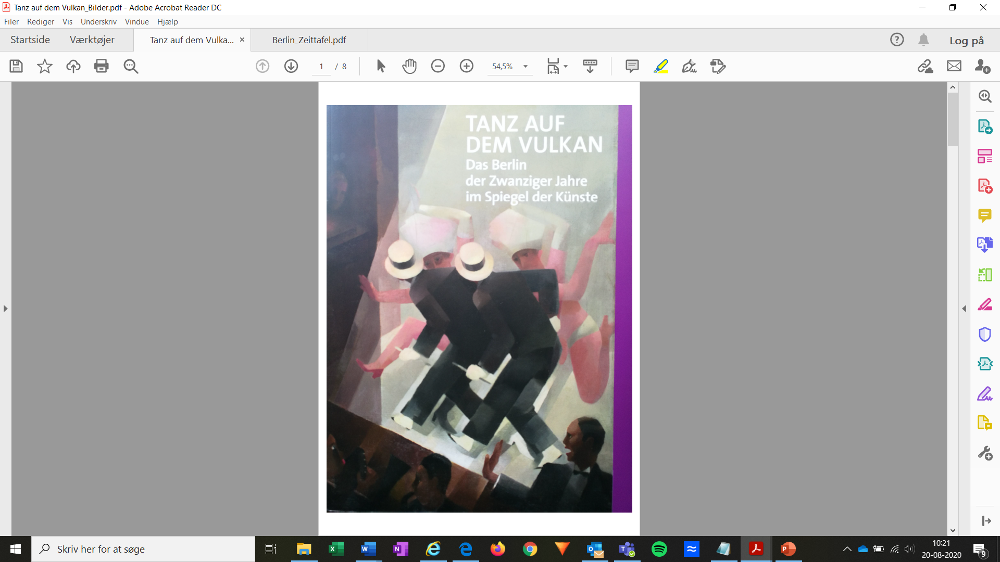 Tanz auf dem Vulkan_Bilder.pdf - Adobe Acrobat Reader DC
Filer Rediger Vis Underskriv Vindue Hjælp
Startside Værktøjer Tanz auf dem Vulka... Berlin_Zeittafel.pdf Log på
1 / 8 54,5%
TANZ AUF
DEM VULKAN
Das Berlin
der Zwanziger Jahre
im Spiegel der Künste
Skriv her for at søge
10:21
20-08-2020
9